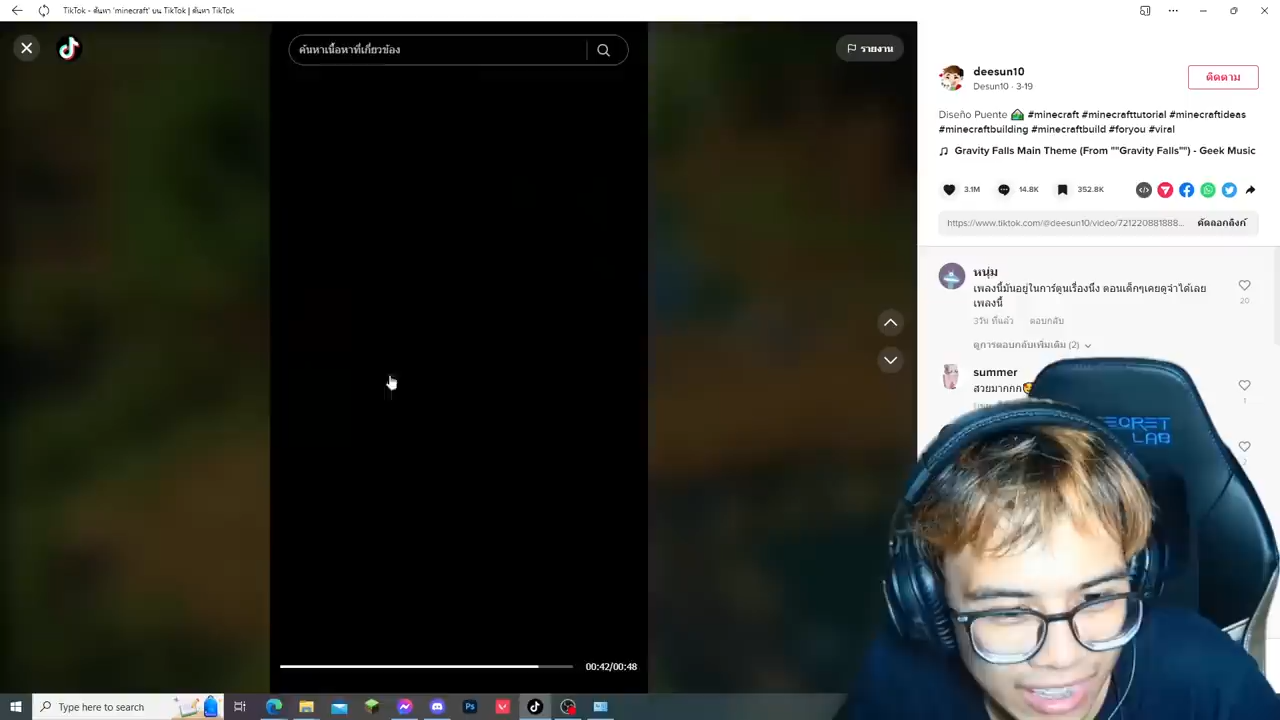 TikTok - ค้นหา 'minecraft' บน TikTok | ค้นหา TikTok
ค้นหาเนื้อหาที่เกี่ยวข้อง
รายงาน
deesun10
Desun10 · 3-19
ติดตาม
Diseño Puente #minecraft #minecrafttutorial #minecraftideas
#minecraftbuilding #minecraftbuild #foryou #viral
Gravity Falls Main Theme (From ""Gravity Falls"") - Geek Music
3.1M
14.8K
352.8K
https://www.tiktok.com/@deesun10/video/721220881888...
คัดลอกลิงก์
หนุ่ม
เพลงนี้มันอยู่ในการ์ตูนเรื่องนึง ตอนเด็กๆเคยดูจำได้เลย
เพลงนี้
20
3วัน ที่แล้ว ตอบกลับ
ดูการตอบกลับเพิ่มเติม (2)
summer
สวยมากกก
1
SECRET
LAB
00:42/00:48
Type here to search
Ps